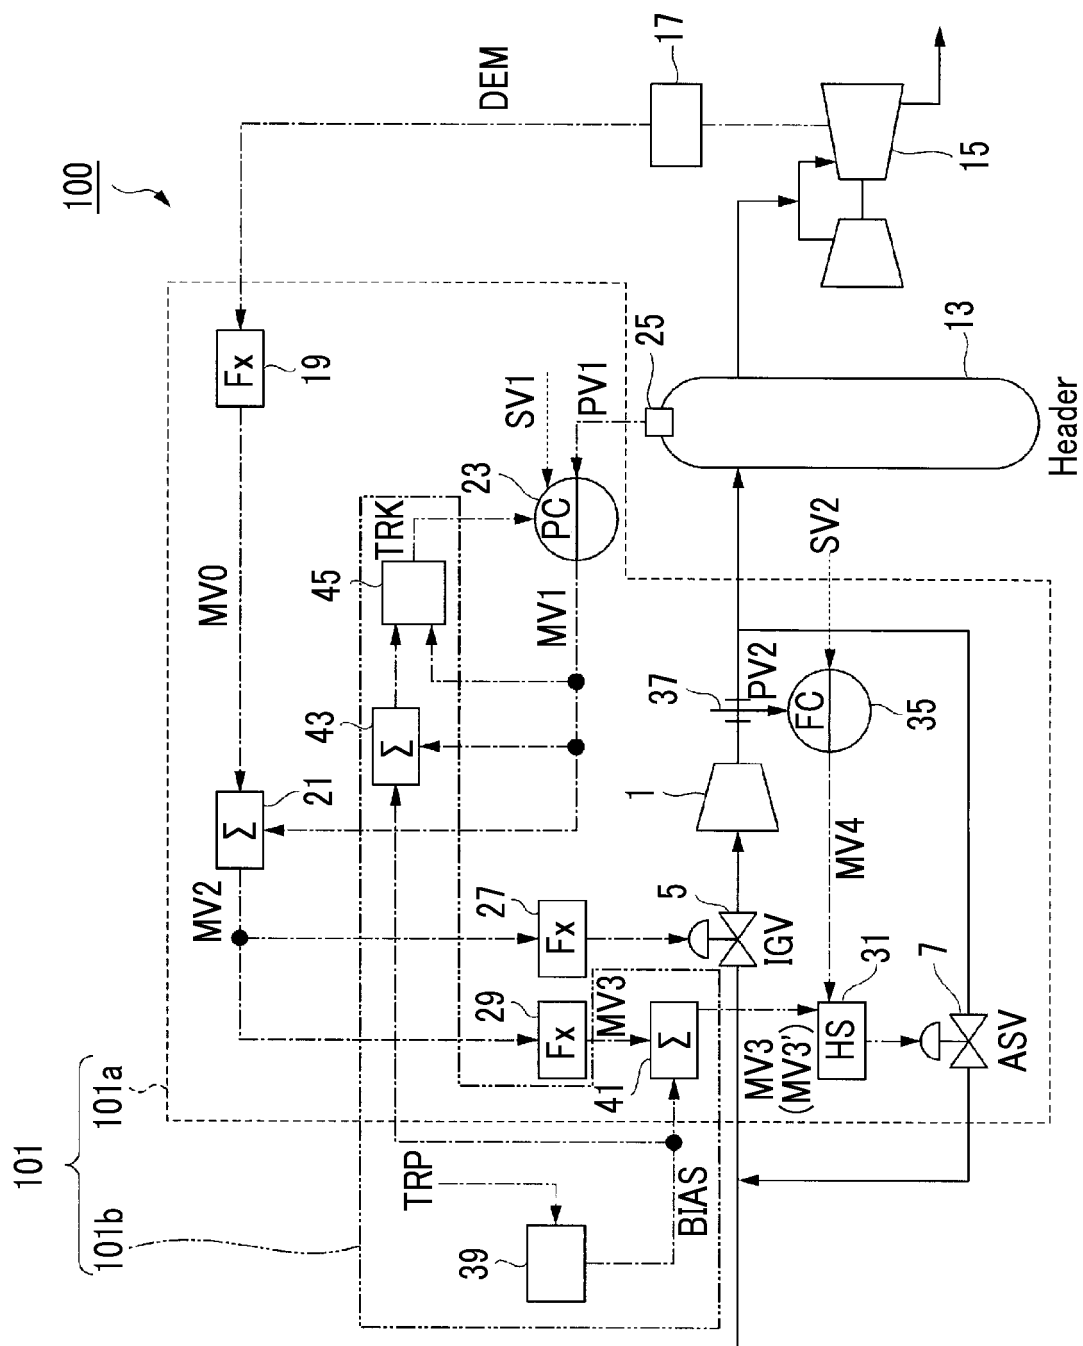 100
101
101a
101b
DEM
17
15
Fx
19
MV0
Σ
21
MV2
SV1
PV1
25
13
Header
PC
23
TRK
45
MV1
Σ
43
37
PV2
SV2
FC
35
1
MV4
5
IGV
Fx
27
Fx
29
MV3
Σ
41
MV3
(MV3')
HS
31
7
ASV
TRP
39
BIAS